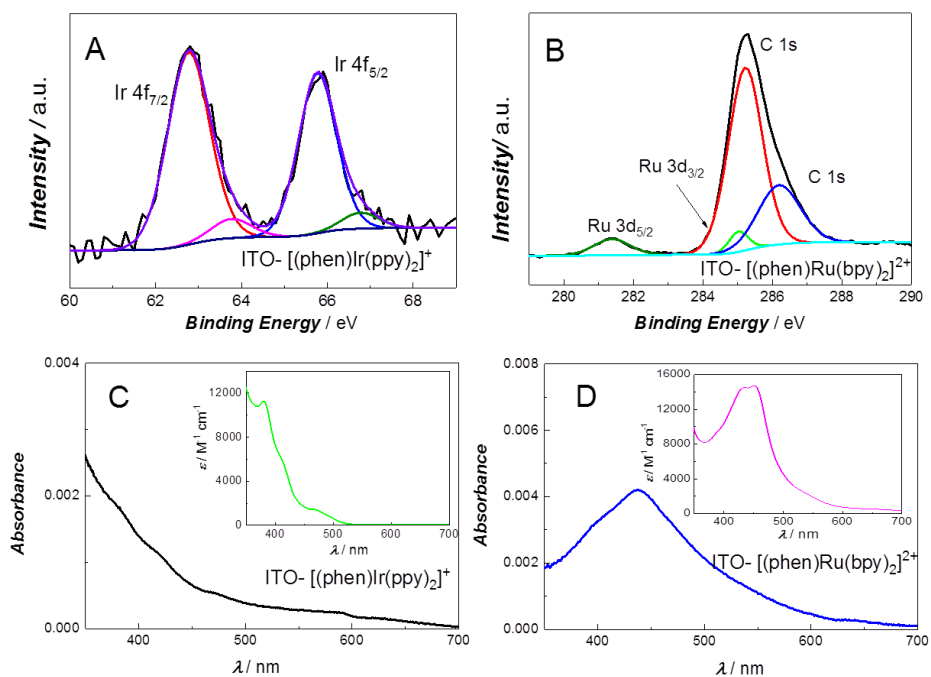 A
Ir 4f7/2
Ir 4f5/2
Intensity / a.u.
ITO- [(phen)Ir(ppy)2]+
60 62 64 66 68
Binding Energy / eV
B
C 1s
Ru 3d3/2
C 1s
Ru 3d5/2
Intensity/ a.u.
ITO- [(phen)Ru(bpy)2]2+
280 282 284 286 288 290
Binding Energy / eV
C
0.004
0.002
0.000
Absorbance
12000
8000
4000
0
ε / M-1 cm-1
400 500 600 700
λ / nm
ITO- [(phen)Ir(ppy)2]+
400 500 600 700
λ / nm
D
0.008
0.006
0.004
0.002
0.000
Absorbance
16000
12000
8000
4000
0
ε / M-1 cm-1
400 500 600 700
λ / nm
ITO- [(phen)Ru(bpy)2]2+
400 500 600 700
λ / nm